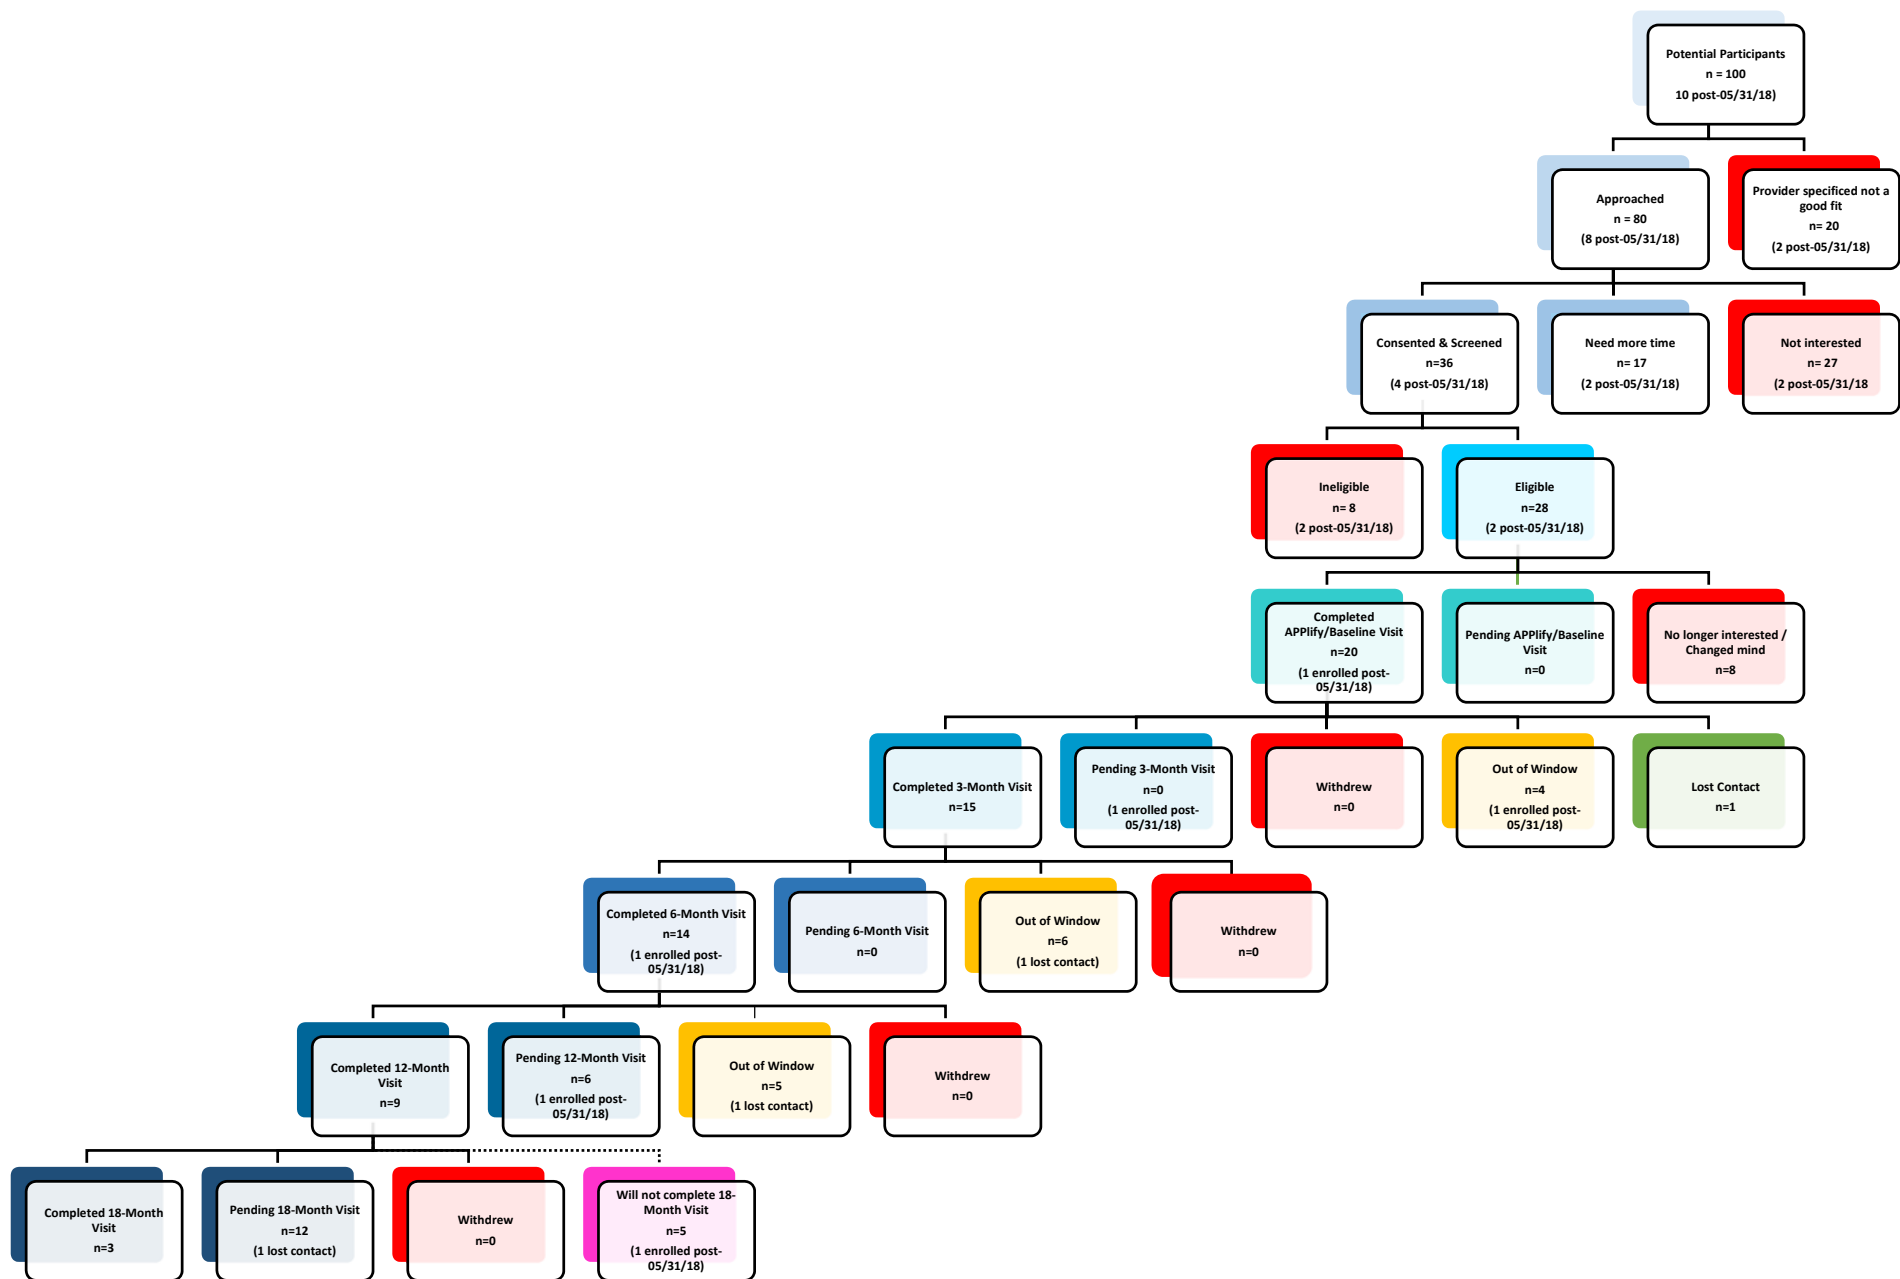 Potential Participants
n = 100
10 post-05/31/18)
Approached
n = 80
(8 post-05/31/18)
Provider specificed not a
good fit
n= 20
(2 post-05/31/18)
Consented & Screened
n=36
(4 post-05/31/18)
Need more time
n= 17
(2 post-05/31/18)
Not interested
n= 27
(2 post-05/31/18
Ineligible
n= 8
(2 post-05/31/18)
Eligible
n=28
(2 post-05/31/18)
Completed
APPlify/Baseline Visit
n=20
(1 enrolled post-
05/31/18)
Pending APPlify/Baseline
Visit
n=0
No longer interested /
Changed mind
n=8
Completed 3-Month Visit
n=15
Pending 3-Month Visit
n=0
(1 enrolled post-
05/31/18)
Withdrew
n=0
Out of Window
n=4
(1 enrolled post-
05/31/18)
Lost Contact
n=1
Completed 6-Month Visit
n=14
(1 enrolled post-
05/31/18)
Pending 6-Month Visit
n=0
Out of Window
n=6
(1 lost contact)
Withdrew
n=0
Completed 12-Month
Visit
n=9
Pending 12-Month Visit
n=6
(1 enrolled post-
05/31/18)
Out of Window
n=5
(1 lost contact)
Withdrew
n=0
Completed 18-Month
Visit
n=3
Pending 18-Month Visit
n=12
(1 lost contact)
Withdrew
n=0
Will not complete 18-
Month Visit
n=5
(1 enrolled post-
05/31/18)